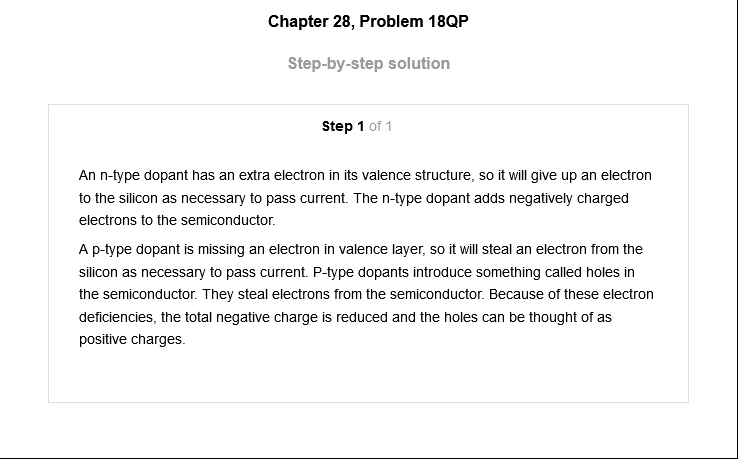 Chapter 28, Problem 18QP
Step-by-step solution
Step 1 of 1
An n-type dopant has an extra electron in its valence structure, so it will give up an electron
to the silicon as necessary to pass current. The n-type dopant adds negatively charged
electrons to the semiconductor.
A p-type dopant is missing an electron in valence layer, so it will steal an electron from the
silicon as necessary to pass current. P-type dopants introduce something called holes in
the semiconductor. They steal electrons from the semiconductor. Because of these electron
deficiencies, the total negative charge is reduced and the holes can be thought of as
positive charges.